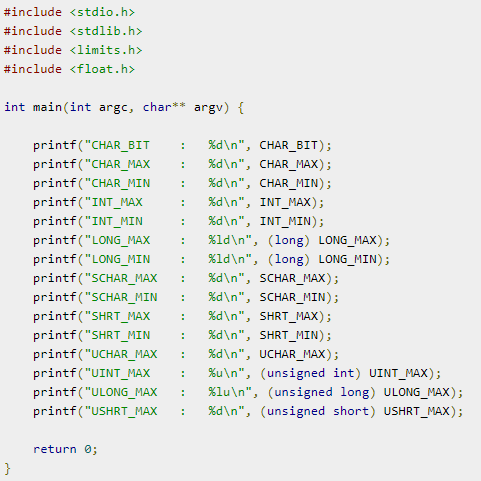 #include <stdio.h>
#include <stdlib.h>
#include <limits.h>
#include <float.h>

int main(int argc, char** argv) {

    printf("CHAR_BIT    :   %d\n", CHAR_BIT);
    printf("CHAR_MAX    :   %d\n", CHAR_MAX);
    printf("CHAR_MIN    :   %d\n", CHAR_MIN);
    printf("INT_MAX     :   %d\n", INT_MAX);
    printf("INT_MIN     :   %d\n", INT_MIN);
    printf("LONG_MAX    :   %ld\n", (long) LONG_MAX);
    printf("LONG_MIN    :   %ld\n", (long) LONG_MIN);
    printf("SCHAR_MAX   :   %d\n", SCHAR_MAX);
    printf("SCHAR_MIN   :   %d\n", SCHAR_MIN);
    printf("SHRT_MAX    :   %d\n", SHRT_MAX);
    printf("SHRT_MIN    :   %d\n", SHRT_MIN);
    printf("UCHAR_MAX   :   %d\n", UCHAR_MAX);
    printf("UINT_MAX    :   %u\n", (unsigned int) UINT_MAX);
    printf("ULONG_MAX   :   %lu\n", (unsigned long) ULONG_MAX);
    printf("USHRT_MAX   :   %d\n", (unsigned short) USHRT_MAX);

    return 0;
}